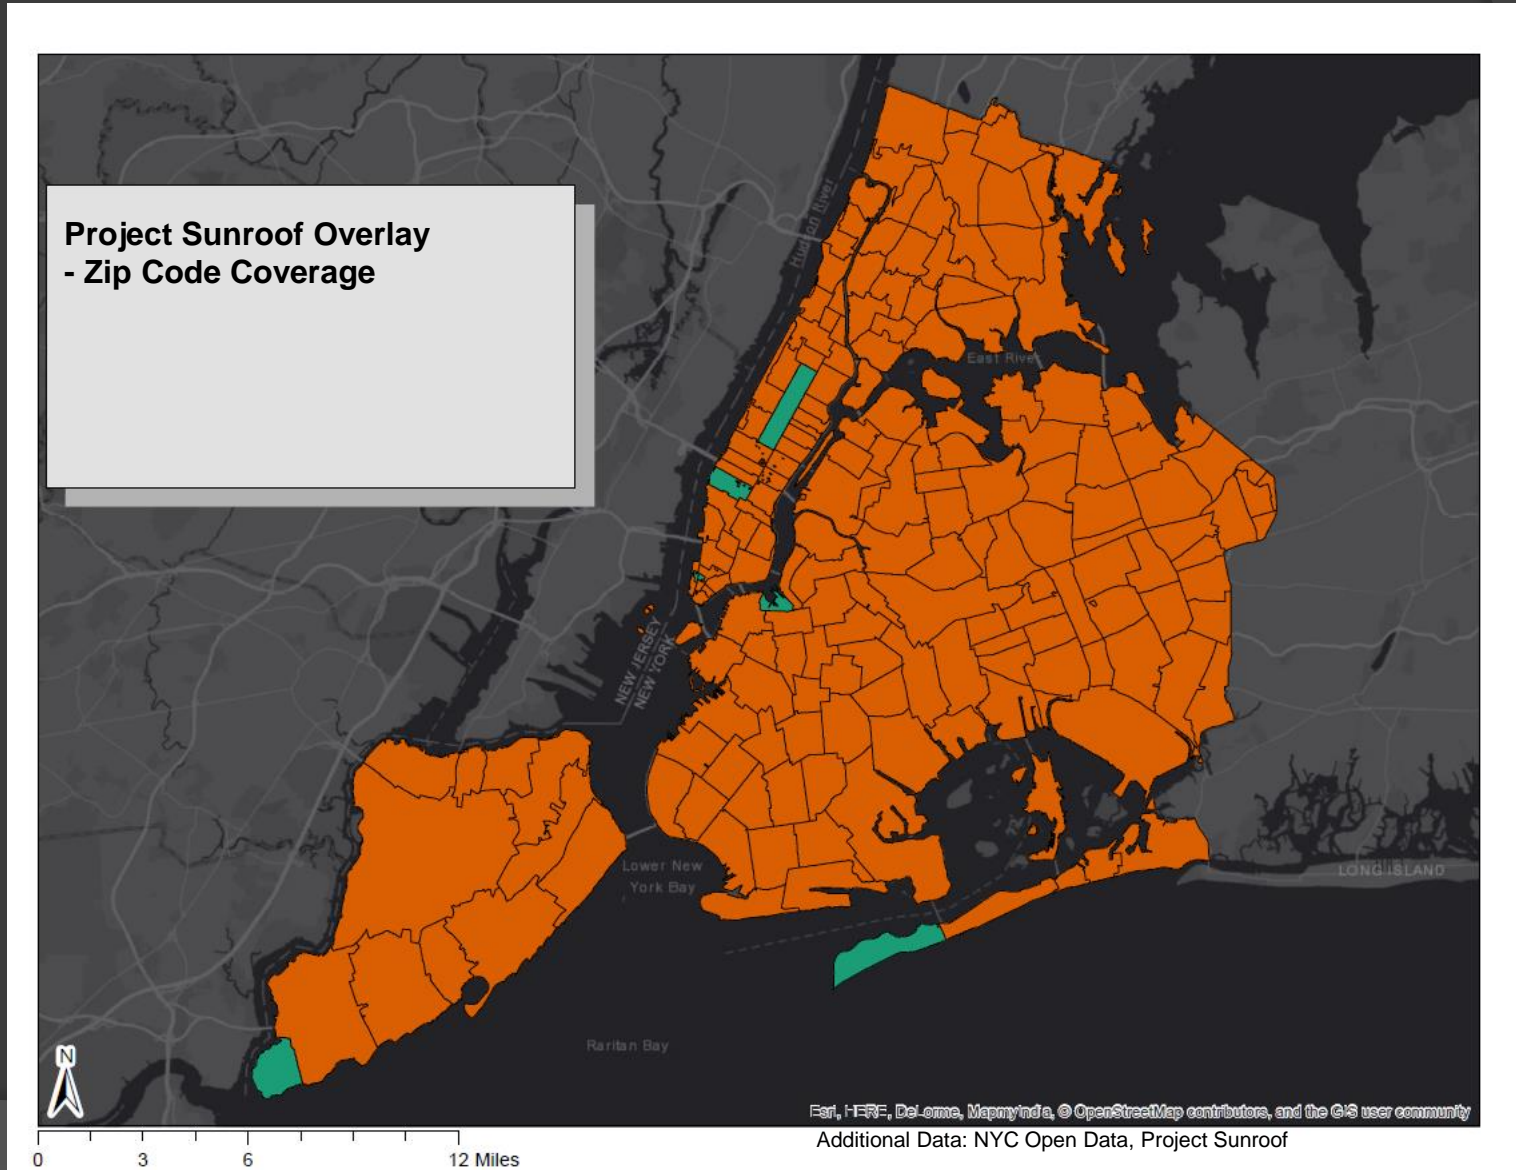 Project Sunroof Overlay
- Zip Code Coverage
Hudson River
East River
NEW JERSEY
NEW YORK
Lower New
York Bay
LONG ISLAND
Raritan Bay
N
Esri, HERE, DeLorme, MapmyIndia, © OpenStreetMap contributors, and the GIS user community
Additional Data: NYC Open Data, Project Sunroof
0 3 6 12 Miles